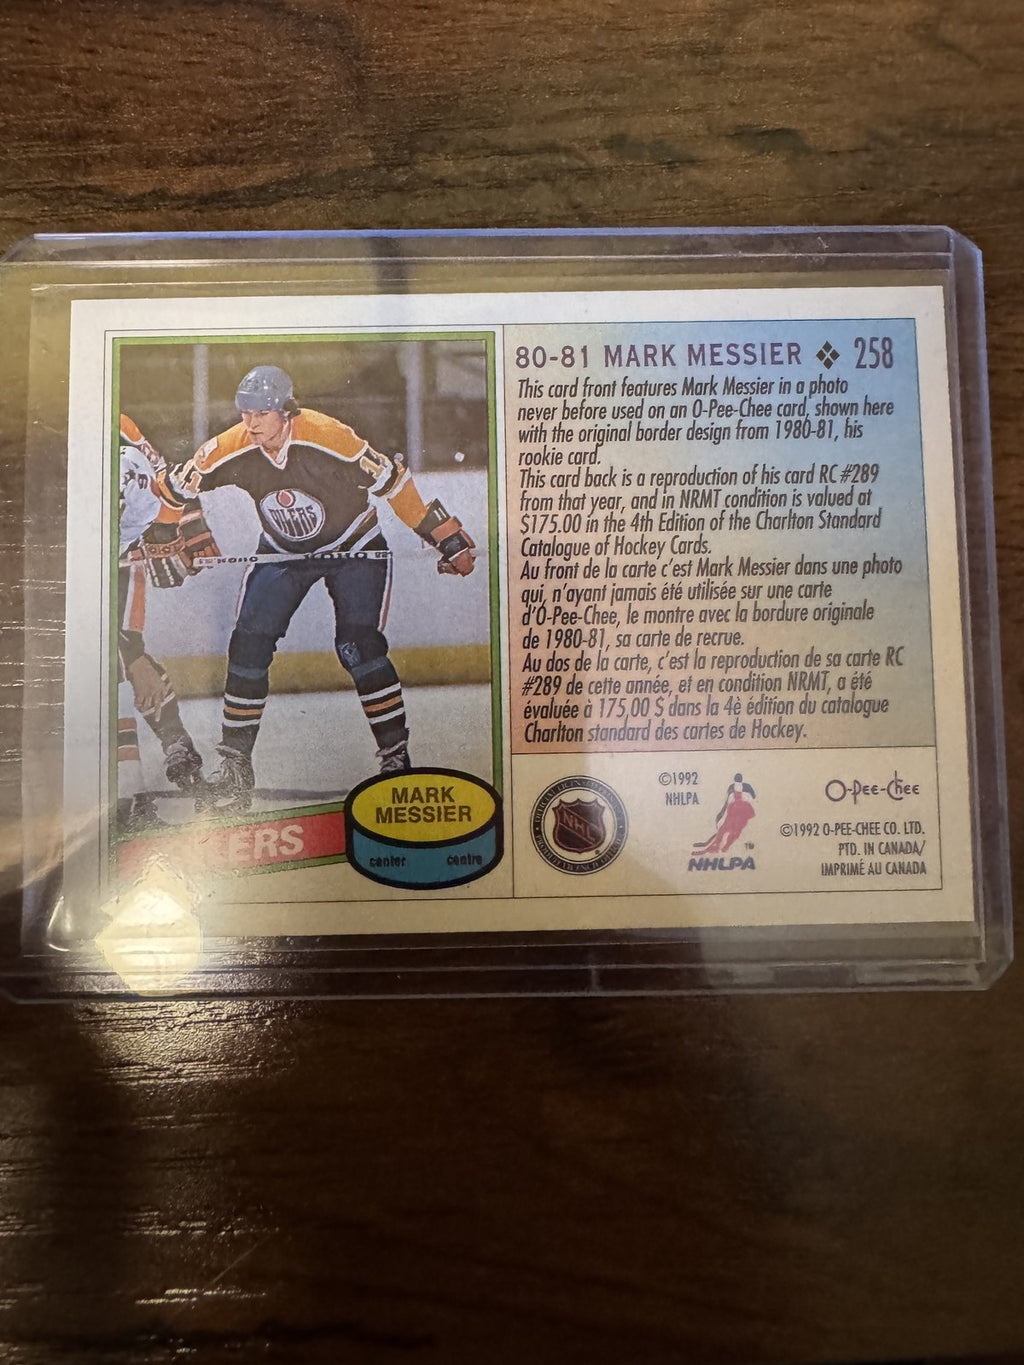 80-81 MARK MESSIER ❖ 258
This card front features Mark Messier in a photo
never before used on an O-Pee-Chee card, shown here
with the original border design from 1980-81, his
rookie card.
This card back is a reproduction of his card RC #289
from that year, and in NRMT condition is valued at
$175.00 in the 4th Edition of the Charlton Standard
Catalogue of Hockey Cards.
Au front de la carte c'est Mark Messier dans une photo
qui, n'ayant jamais été utilisée sur une carte
d'O-Pee-Chee, le montre avec la bordure originale
de 1980-81, sa carte de recrue.
Au dos de la carte, c'est la reproduction de sa carte RC
#289 de cette année, et en condition NRMT, a été
évaluée à 175,00 $ dans la 4è édition du catalogue
Charlton standard des cartes de Hockey.
OILERS
KOHO
KOHO
11
MARK
MESSIER
center centre
NHL
©1992
NHLPA
NHLPA
TM
O-Pee-Chee
©1992 O-PEE-CHEE CO. LTD.
PTD. IN CANADA/
IMPRIMÉ AU CANADA